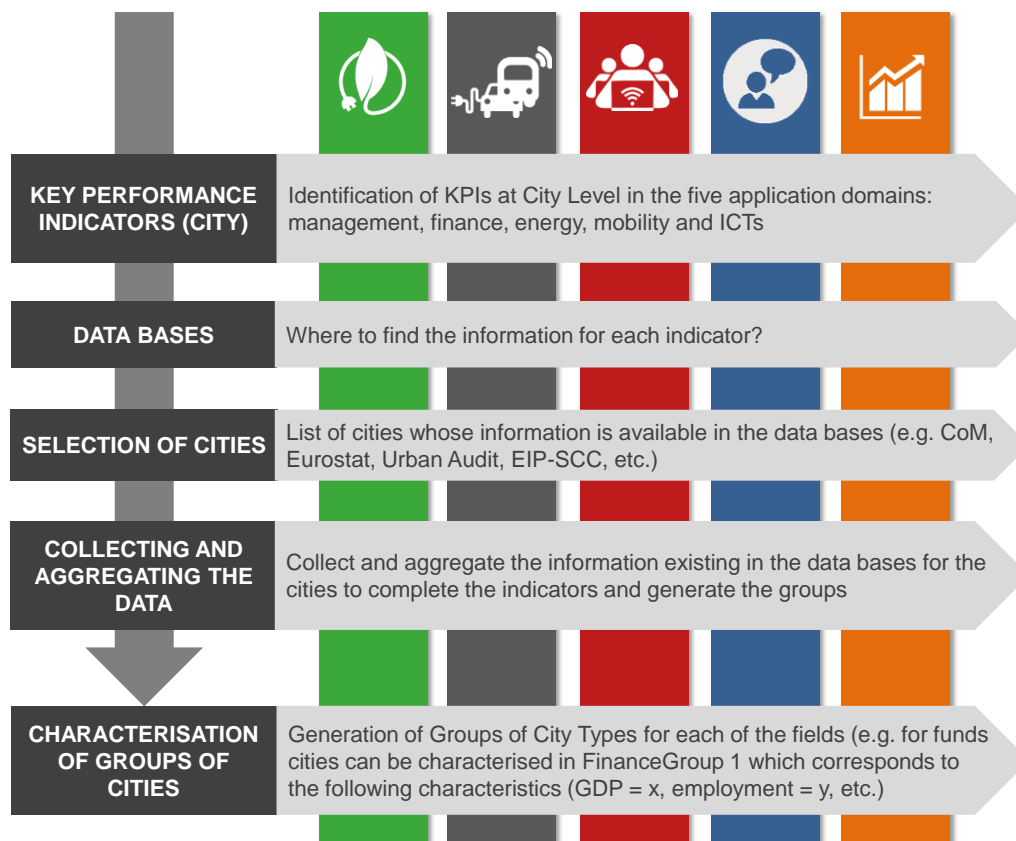 KEY PERFORMANCE
INDICATORS (CITY)
Identification of KPIs at City Level in the five application domains:
management, finance, energy, mobility and ICTs
DATA BASES
Where to find the information for each indicator?
SELECTION OF CITIES
List of cities whose information is available in the data bases (e.g. CoM,
Eurostat, Urban Audit, EIP-SCC, etc.)
COLLECTING AND
AGGREGATING THE
DATA
Collect and aggregate the information existing in the data bases for the
cities to complete the indicators and generate the groups
CHARACTERISATION
OF GROUPS OF
CITIES
Generation of Groups of City Types for each of the fields (e.g. for funds
cities can be characterised in FinanceGroup 1 which corresponds to
the following characteristics (GDP = x, employment = y, etc.)